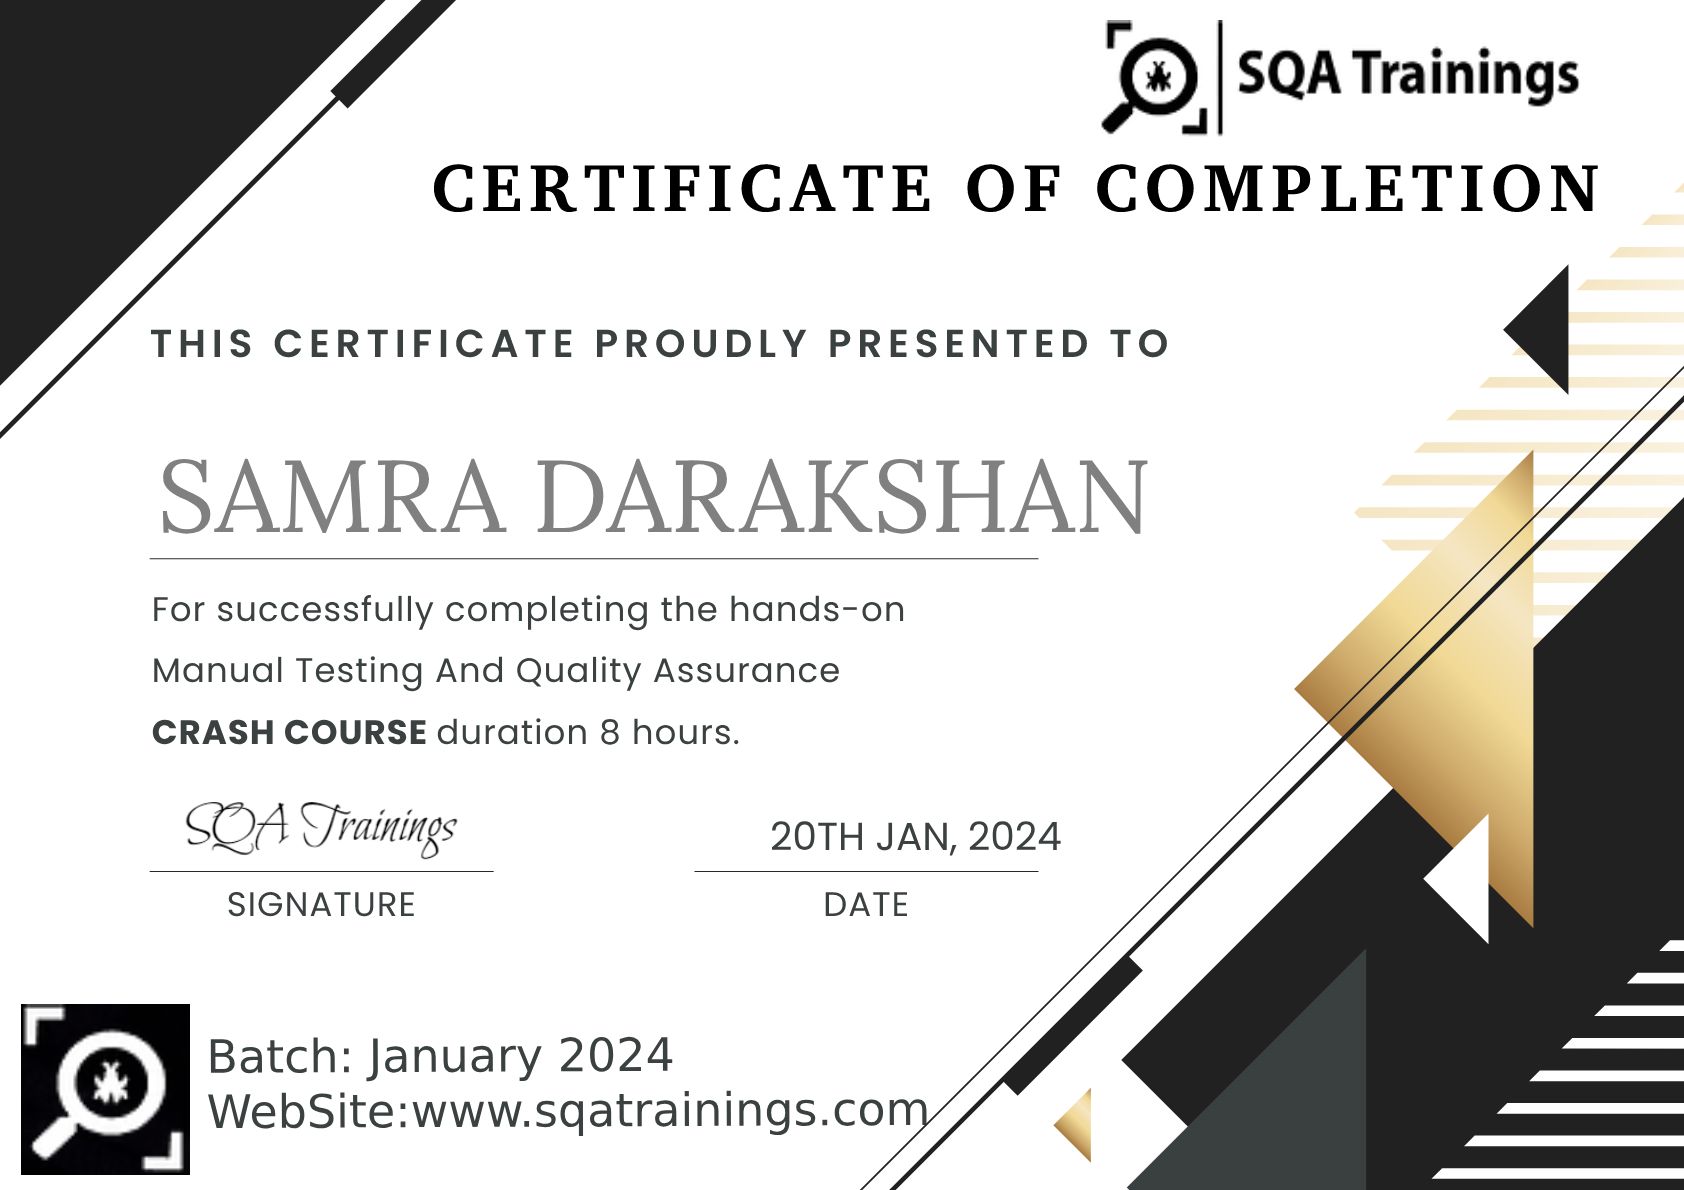 SQA Trainings
CERTIFICATE OF COMPLETION
THIS CERTIFICATE PROUDLY PRESENTED TO
SAMRA DARAKSHAN
For successfully completing the hands-on
Manual Testing And Quality Assurance
CRASH COURSE duration 8 hours.
SQA Trainings
20TH JAN, 2024
SIGNATURE
DATE
Batch: January 2024
WebSite:www.sqatrainings.com